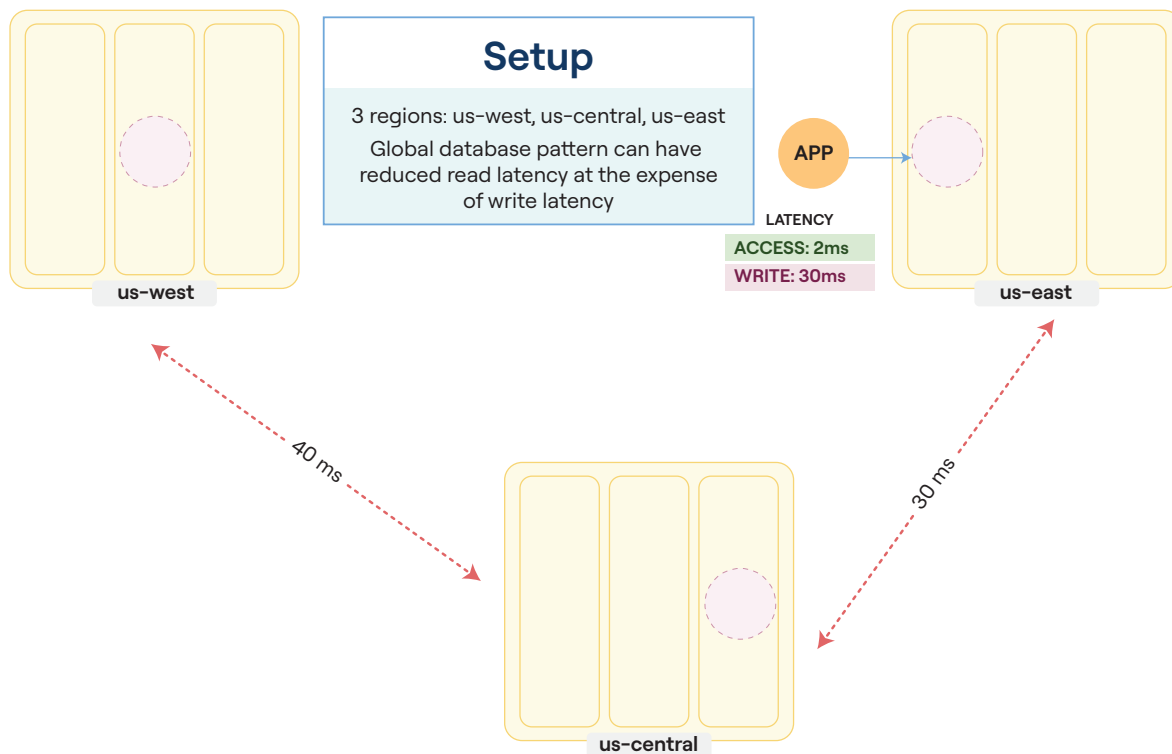 Setup
3 regions: us-west, us-central, us-east
Global database pattern can have
reduced read latency at the expense
of write latency
APP
LATENCY
ACCESS: 2ms
WRITE: 30ms
us-west
us-east
40 ms
30 ms
us-central